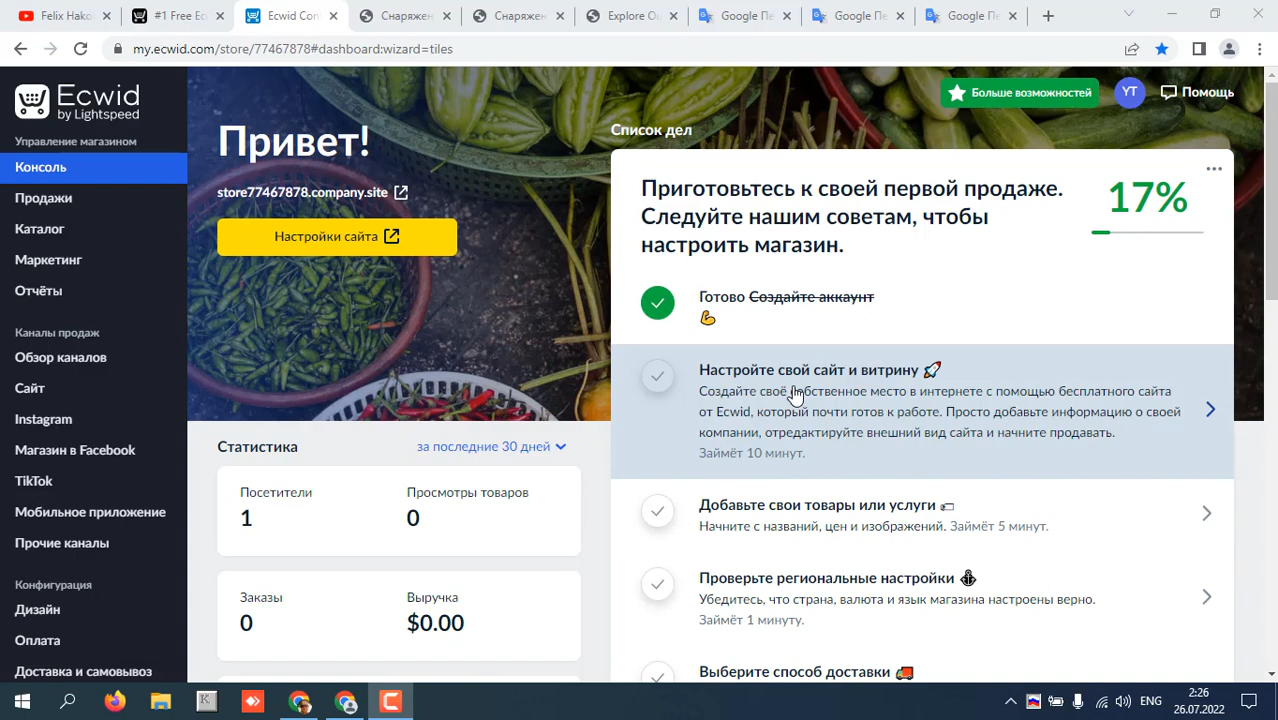 Felix Hako
#1 Free Ec
Ecwid Con
Снаряжен
Снаряжен
Explore Ou
Google Пе
Google Пе
Google Пе
my.ecwid.com/store/77467878#dashboard:wizard=tiles
Ecwid
by Lightspeed
Управление магазином
Консоль
Продажи
Каталог
Маркетинг
Отчёты
Каналы продаж
Обзор каналов
Сайт
Instagram
Магазин в Facebook
TikTok
Мобильное приложение
Прочие каналы
Конфигурация
Дизайн
Оплата
Доставка и самовывоз
Привет!
store77467878.company.site
Настройки сайта
Больше возможностей
YT
Помощь
Список дел
Приготовьтесь к своей первой продаже.
Следуйте нашим советам, чтобы
настроить магазин.
17%
Готово Создайте аккаунт
Настройте свой сайт и витрину
Создайте своё собственное место в интернете с помощью бесплатного сайта
от Ecwid, который почти готов к работе. Просто добавьте информацию о своей
компании, отредактируйте внешний вид сайта и начните продавать.
Займёт 10 минут.
Добавьте свои товары или услуги
Начните с названий, цен и изображений. Займёт 5 минут.
Проверьте региональные настройки
Убедитесь, что страна, валюта и язык магазина настроены верно.
Займёт 1 минуту.
Выберите способ доставки
Статистика
за последние 30 дней
Посетители
1
Просмотры товаров
0
Заказы
0
Выручка
$0.00
ENG
2:26
26.07.2022